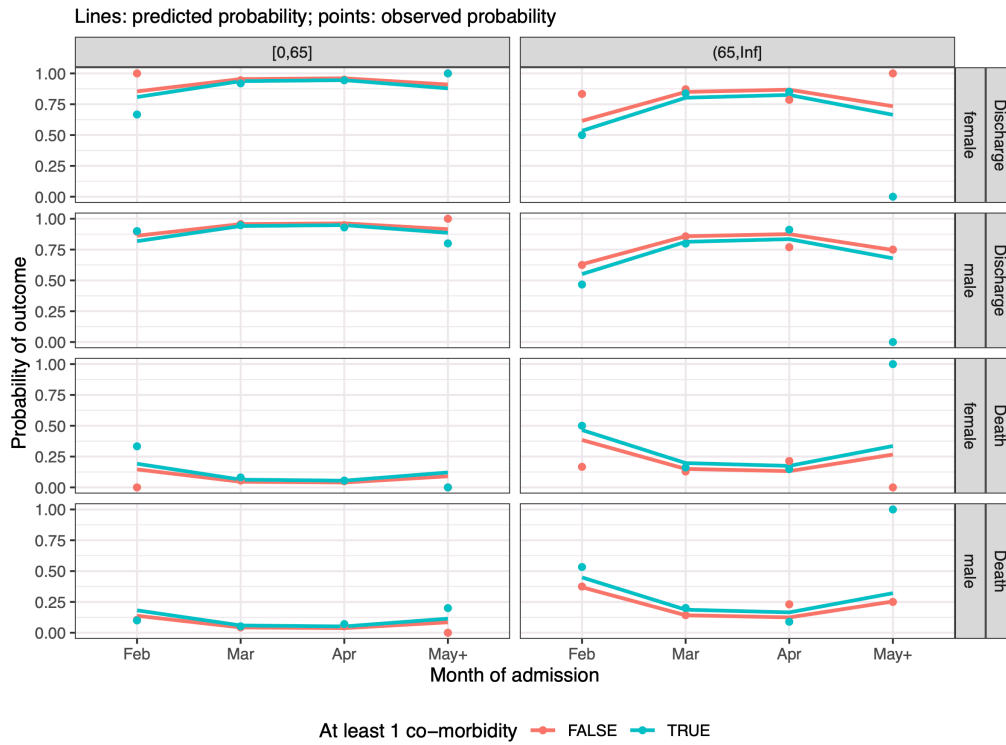 Lines: predicted probability; points: observed probability
[0,65]
(65,Inf]
1.00
0.75
0.50
0.25
0.00
female
Discharge
1.00
0.75
0.50
0.25
0.00
male
Discharge
1.00
0.75
0.50
0.25
0.00
female
Death
1.00
0.75
0.50
0.25
0.00
male
Death
Probability of outcome
Feb
Mar
Apr
May+
Feb
Mar
Apr
May+
Month of admission
At least 1 co−morbidity
FALSE
TRUE